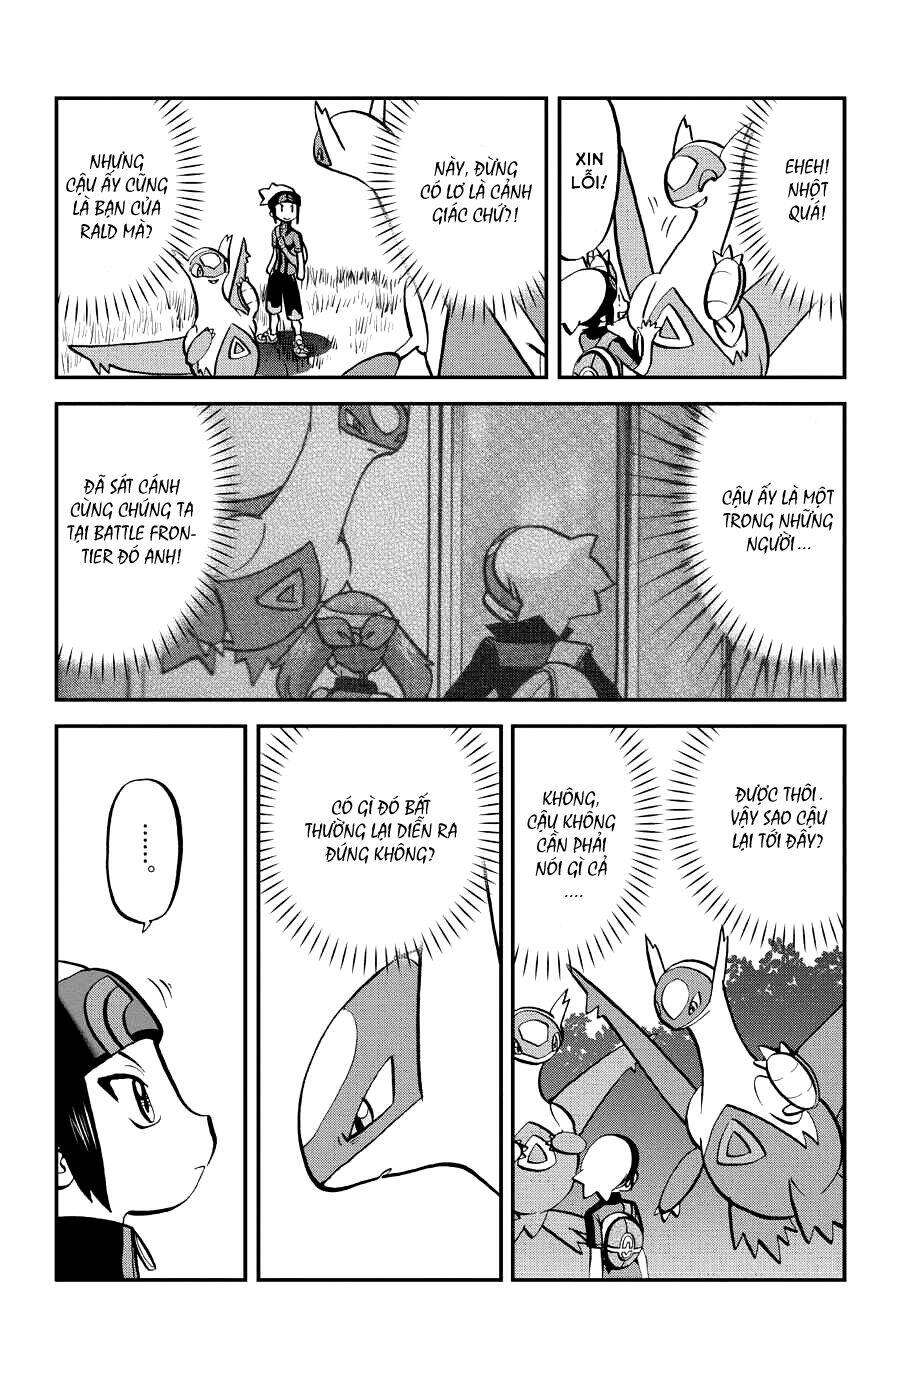 EHEH!
NHỘT
QUÁ!
XIN
LỖI!
NÀY, ĐỪNG
CÓ LƠ LÀ CẢNH
GIÁC CHỨ?!
NHƯNG
CẬU ẤY CŨNG
LÀ BẠN CỦA
RALD MÀ?
CẬU ẤY LÀ MỘT
TRONG NHỮNG
NGƯỜI...
ĐÃ SÁT CÁNH
CÙNG CHÚNG TA
TẠI BATTLE FRON-
TIER ĐÓ ANH!
ĐƯỢC THÔI.
VẬY SAO CẬU
LẠI TỚI ĐÂY?
KHÔNG,
CẬU KHÔNG
CẦN PHẢI
NÓI GÌ CẢ
....
CÓ GÌ ĐÓ BẤT
THƯỜNG LẠI DIỄN RA
ĐÚNG KHÔNG?
......。